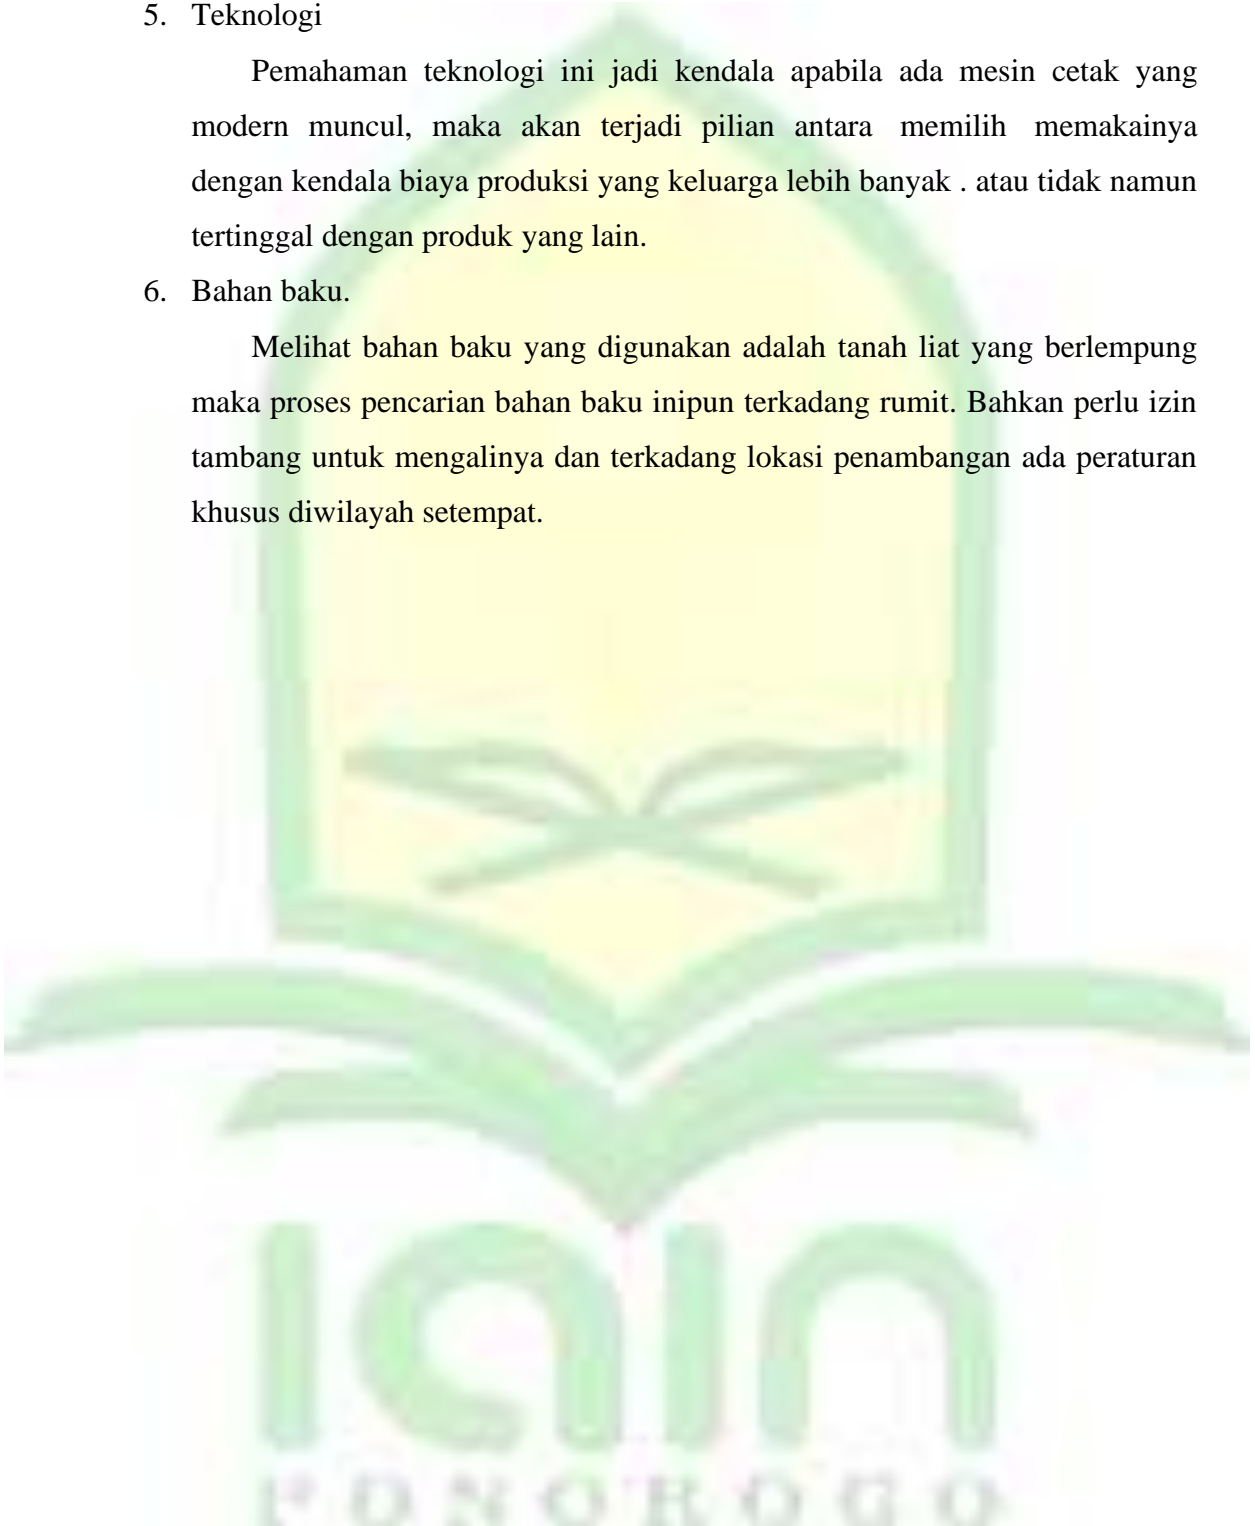 5. Teknologi
Pemahaman teknologi ini jadi kendala apabila ada mesin cetak yang
modern muncul, maka akan terjadi pilian antara memilih memakainya
dengan kendala biaya produksi yang keluarga lebih banyak . atau tidak namun
tertinggal dengan produk yang lain.
6. Bahan baku.
Melihat bahan baku yang digunakan adalah tanah liat yang berlempung
maka proses pencarian bahan baku inipun terkadang rumit. Bahkan perlu izin
tambang untuk mengalinya dan terkadang lokasi penambangan ada peraturan
khusus diwilayah setempat.
iain
PONOROGO